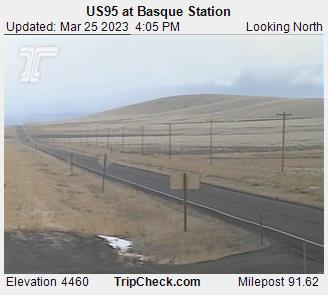 US95 at Basque Station
Updated: Mar 25 2023 4:05 PM Looking North
Elevation 4460 TripCheck.com Milepost 91.62